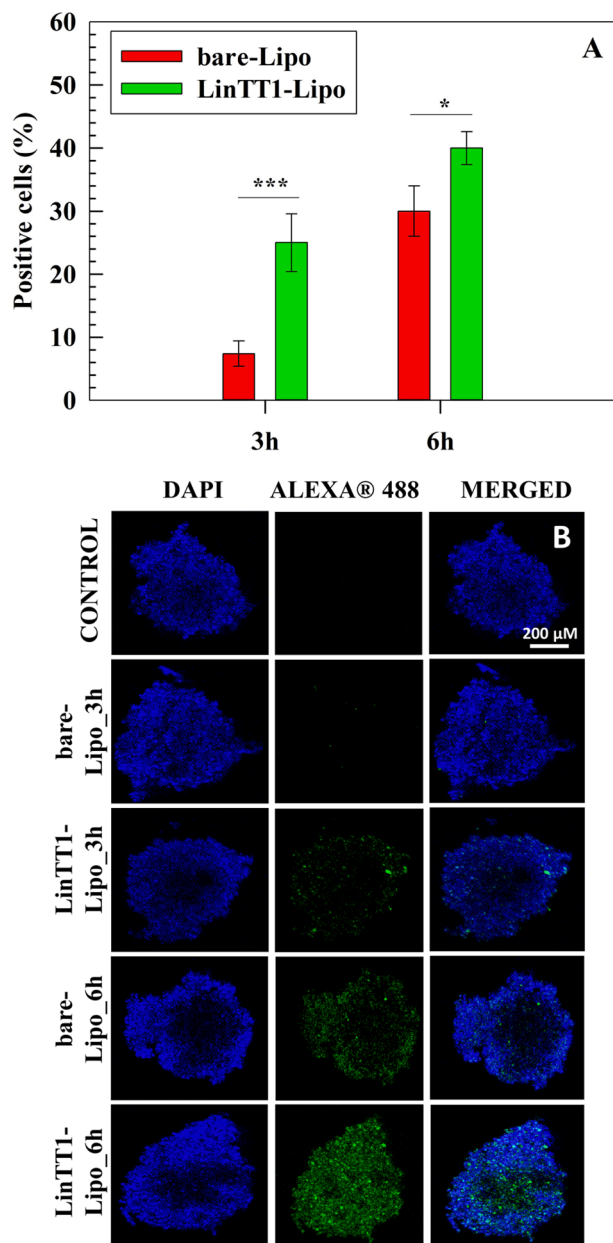 60
50
40
30
20
10
0
Positive cells (%)
bare-Lipo
LinTT1-Lipo
A
***
*
3h
6h
DAPI
ALEXA® 488
MERGED
B
CONTROL
200 μM
bare-
Lipo_3h
LinTT1-
Lipo_3h
bare-
Lipo_6h
LinTT1-
Lipo_6h